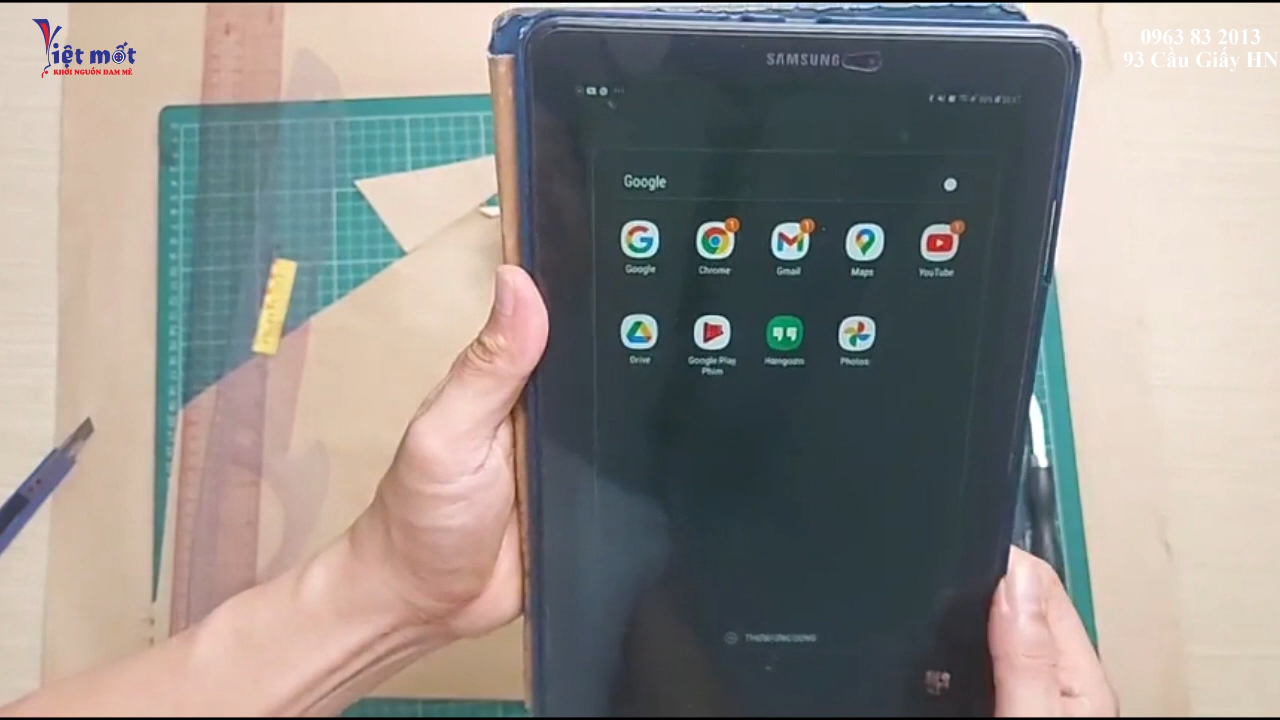 Việt mốt
KHƠI NGUỒN ĐAM MÊ
0963 83 2013
93 Cầu Giấy HN
SAMSUNG
Google
Google
Chrome
Gmail
Maps
YouTube
Drive
Google Play
Phim
Hangouts
Photos